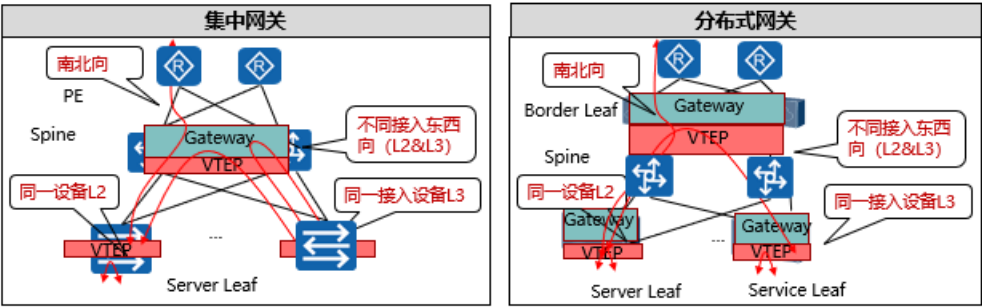 集中网关
南北向
R
R
PE
Spine
Gateway
VTEP
不同接入东西
向（L2&L3）
同一设备L2
同一接入设备L3
VTEP
...
Server Leaf
分布式网关
南北向
R
R
Border Leaf
Gateway
VTEP
不同接入东西
向（L2&L3）
Spine
同一设备L2
同一接入设备L3
Gateway
VTEP
...
Gateway
VTEP
Server Leaf
Service Leaf